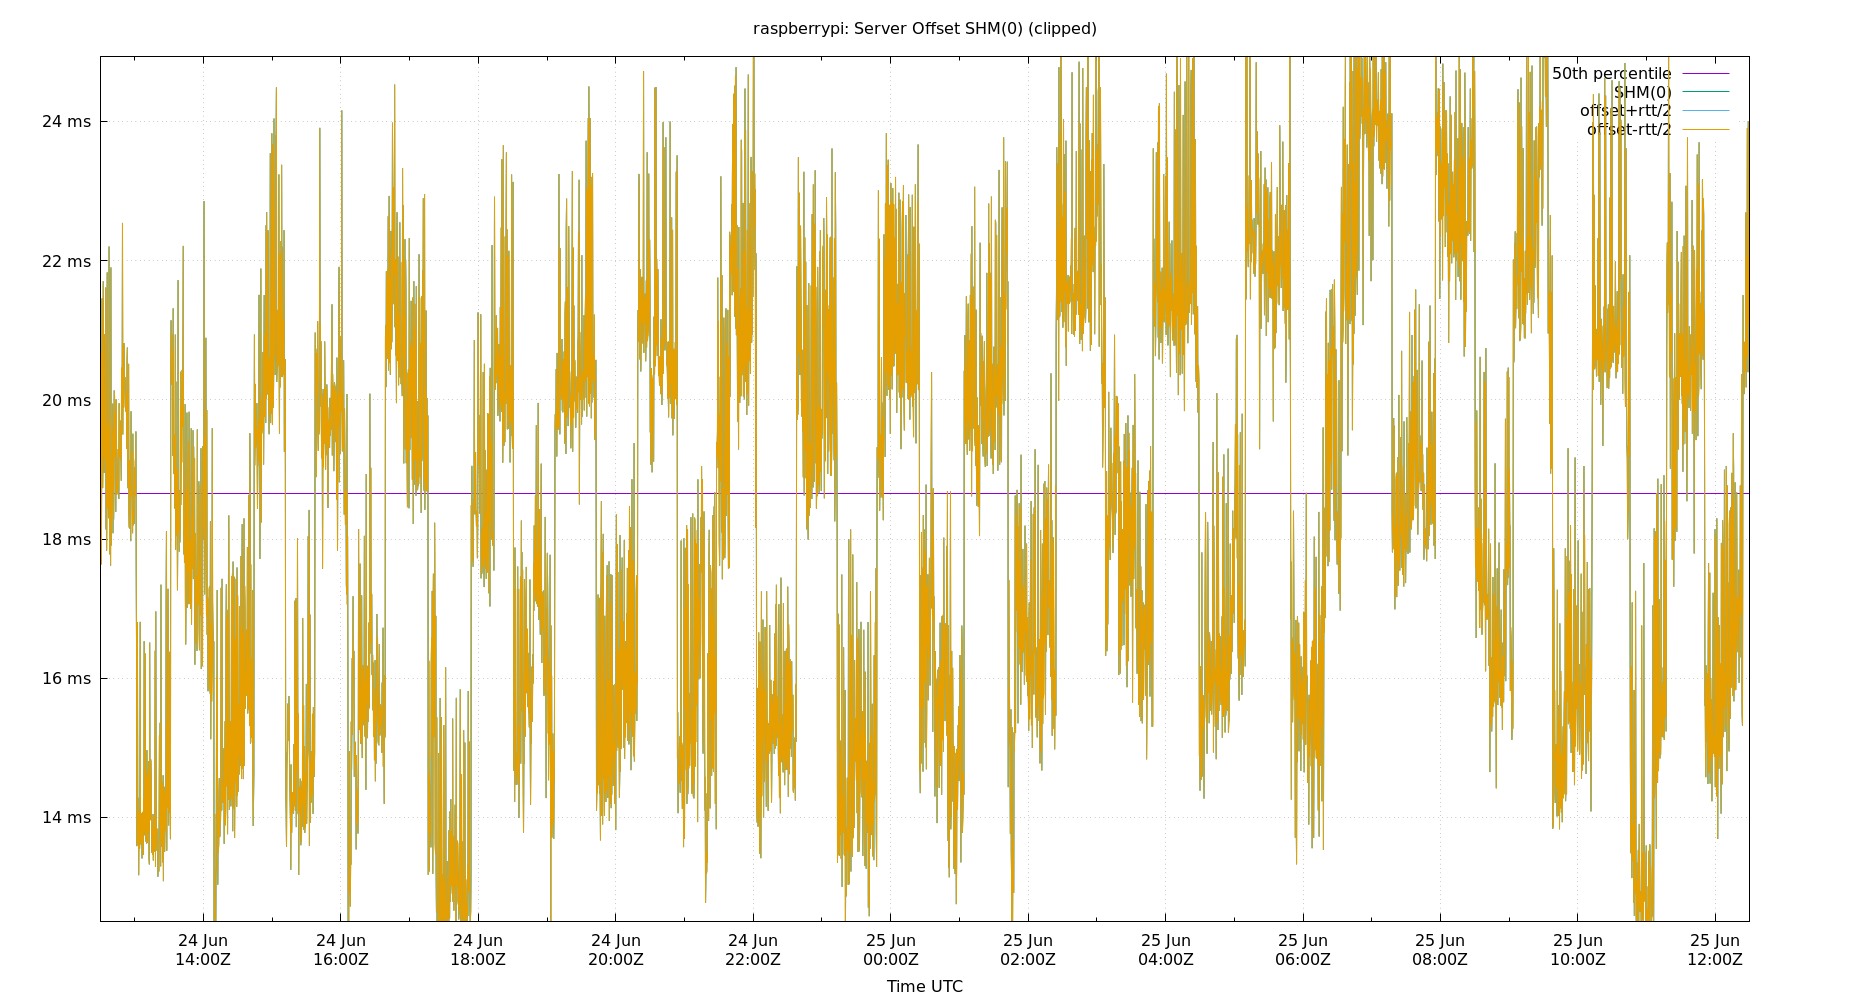 raspberrypi: Server Offset SHM(0) (clipped)
50th percentile
SHM(0)
offset+rtt/2
offset-rtt/2
24 ms
22 ms
20 ms
18 ms
16 ms
14 ms
24 Jun 24 Jun 24 Jun 24 Jun 24 Jun 25 Jun 25 Jun 25 Jun 25 Jun 25 Jun 25 Jun 25 Jun
14:00Z 16:00Z 18:00Z 20:00Z 22:00Z 00:00Z 02:00Z 04:00Z 06:00Z 08:00Z 10:00Z 12:00Z
Time UTC